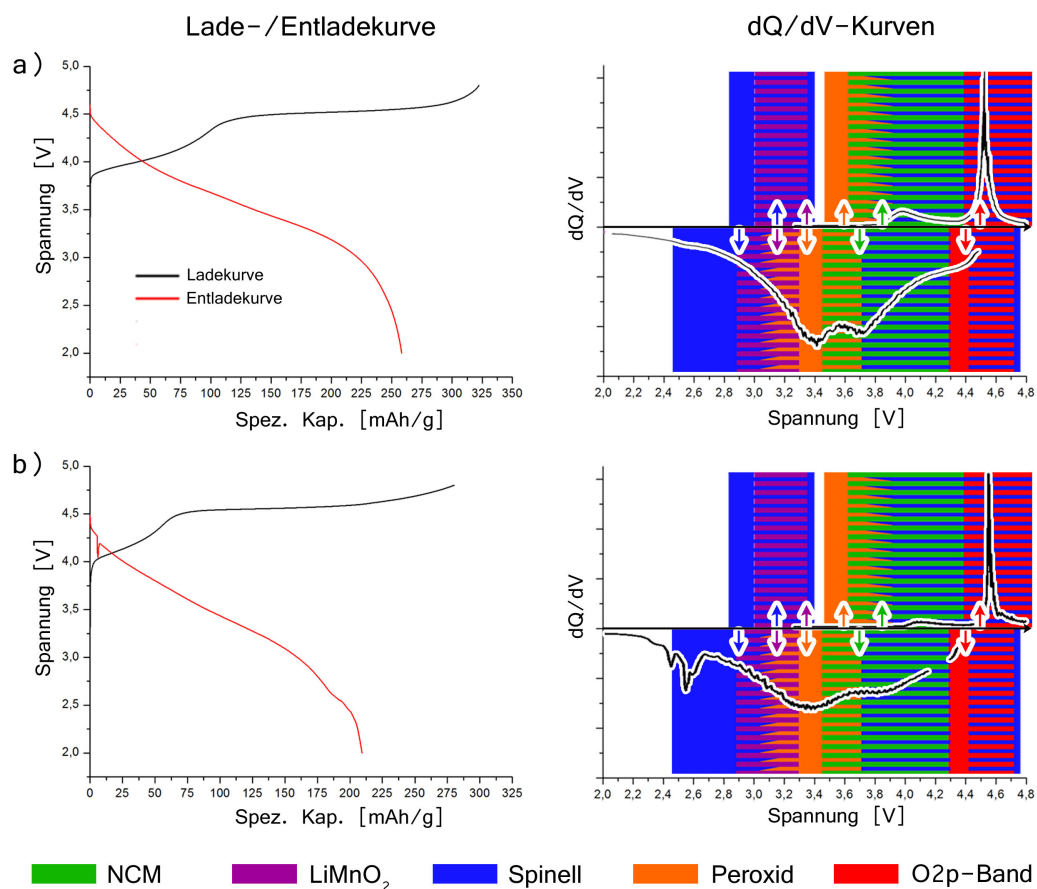 Lade-/Entladekurve
dQ/dV-Kurven
a)
5,0
4,5
4,0
3,5
3,0
2,5
2,0
Spannung [V]
Ladekurve
Entladekurve
0 25 50 75 100 125 150 175 200 225 250 275 300 325 350
Spez. Kap. [mAh/g]
dQ/dV
2,0 2,2 2,4 2,6 2,8 3,0 3,2 3,4 3,6 3,8 4,0 4,2 4,4 4,6 4,8
Spannung [V]
b)
5,0
4,5
4,0
3,5
3,0
2,5
2,0
Spannung [V]
0 25 50 75 100 125 150 175 200 225 250 275 300 325
Spez. Kap. [mAh/g]
dQ/dV
2,0 2,2 2,4 2,6 2,8 3,0 3,2 3,4 3,6 3,8 4,0 4,2 4,4 4,6 4,8
Spannung [V]
NCM LiMnO₂ Spinell Peroxid O2p-Band